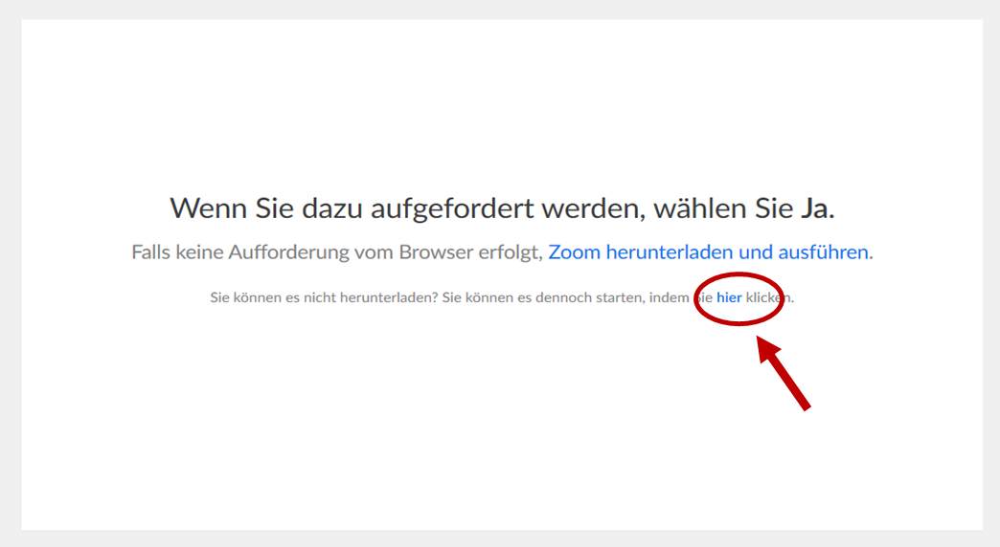 Wenn Sie dazu aufgefordert werden, wählen Sie Ja.
Falls keine Aufforderung vom Browser erfolgt, Zoom herunterladen und ausführen.
Sie können es nicht herunterladen? Sie können es dennoch starten, indem Sie hier klicken.